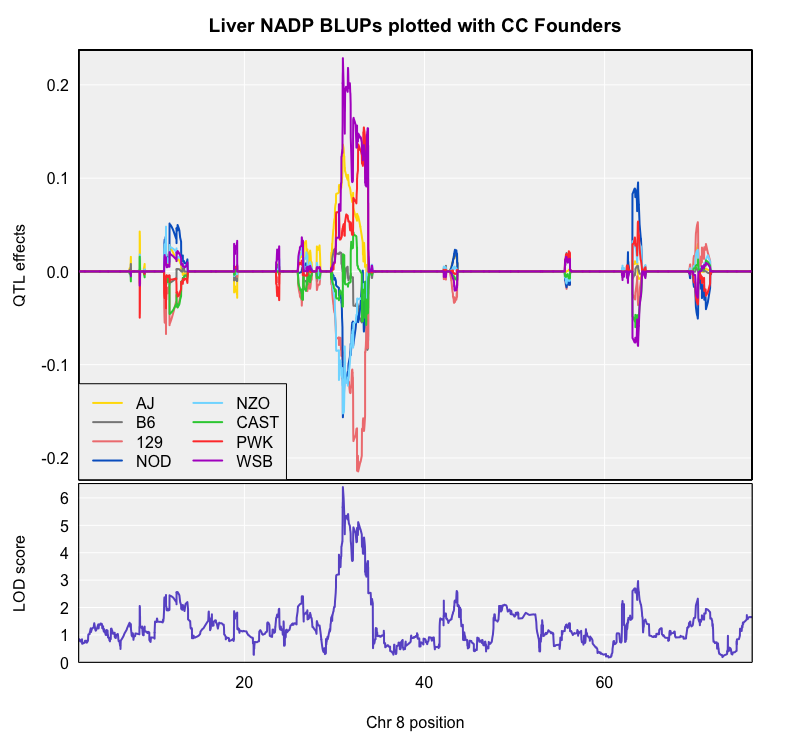 Liver NADP BLUPs plotted with CC Founders
QTL effects
0.2
0.1
0.0
-0.1
-0.2
AJ
B6
129
NOD
NZO
CAST
PWK
WSB
LOD score
6
5
4
3
2
1
0
20 40 60
Chr 8 position